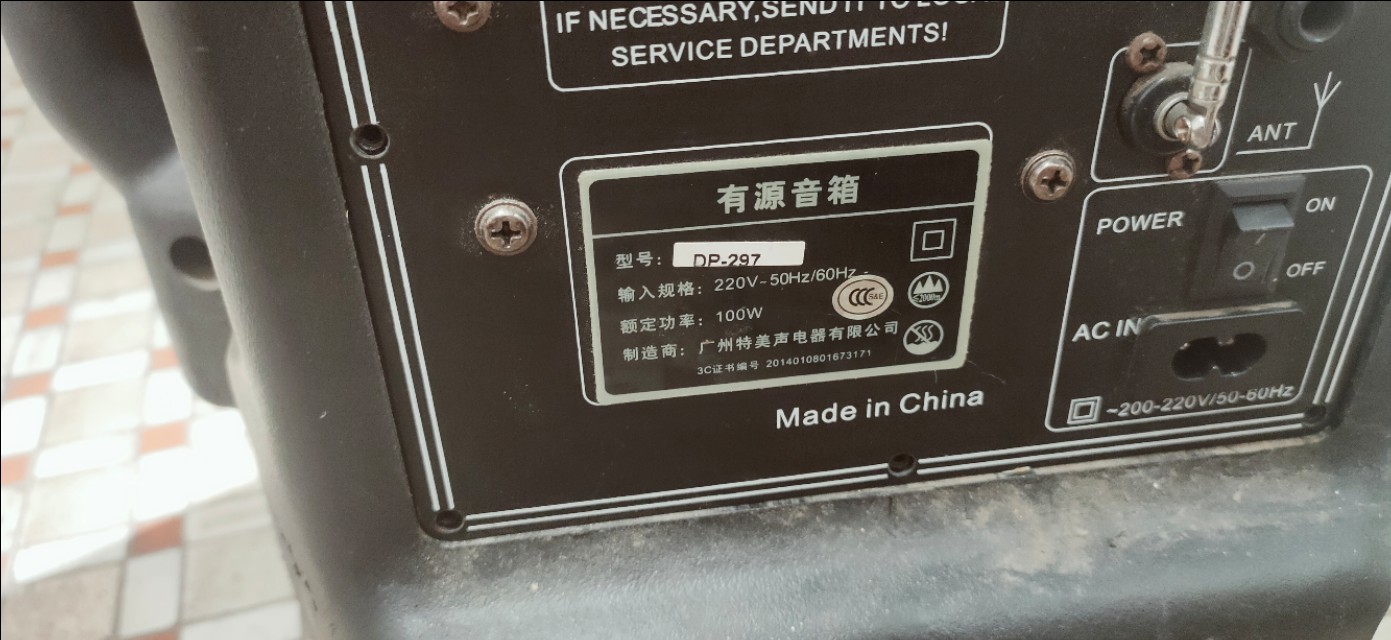 IF NECESSARY,SEND IT TO LOCAL
SERVICE DEPARTMENTS!
ANT
有源音箱
型号: DP-297
输入规格: 220V~50Hz/60Hz
额定功率: 100W
制造商: 广州特美声电器有限公司
3C证书编号 2014010801673171
CCC S&E
≤2000m
Made in China
POWER
ON
OFF
AC IN
~200-220V/50-60Hz